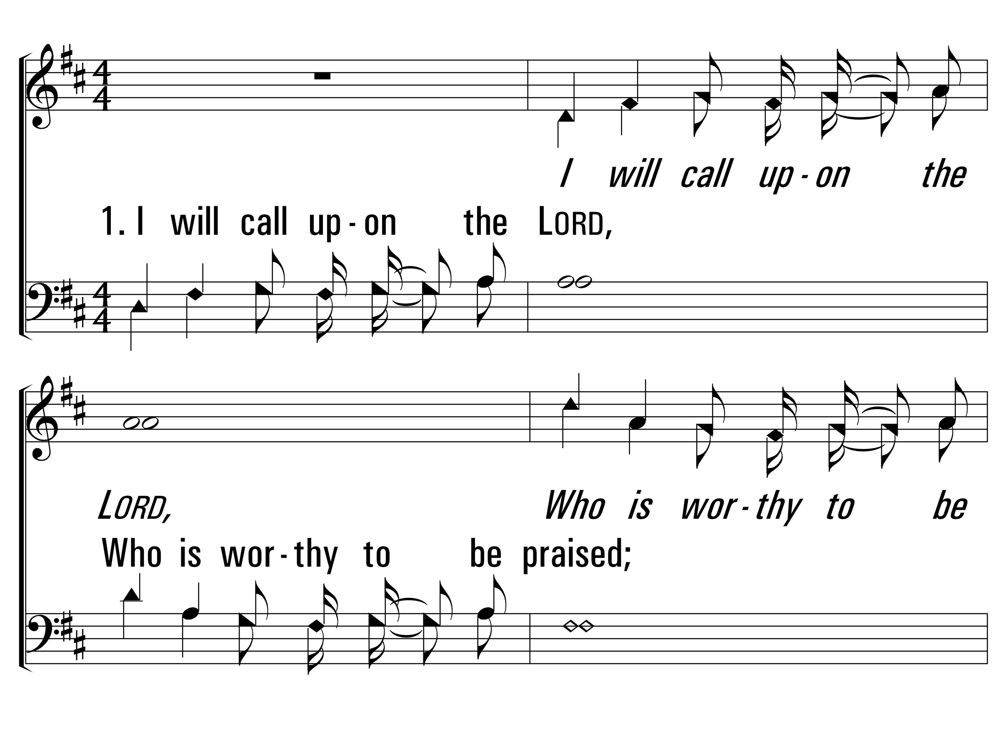 I will call up - on the
1. I will call up - on the LORD,
LORD, Who is wor - thy to be
Who is wor - thy to be praised;